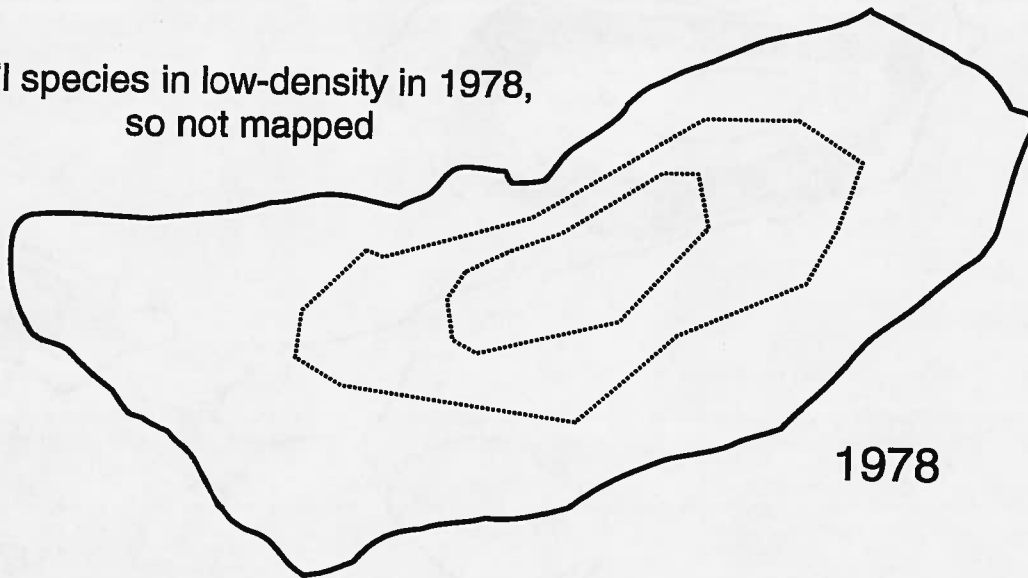 species in low-density in 1978,
so not mapped
1978